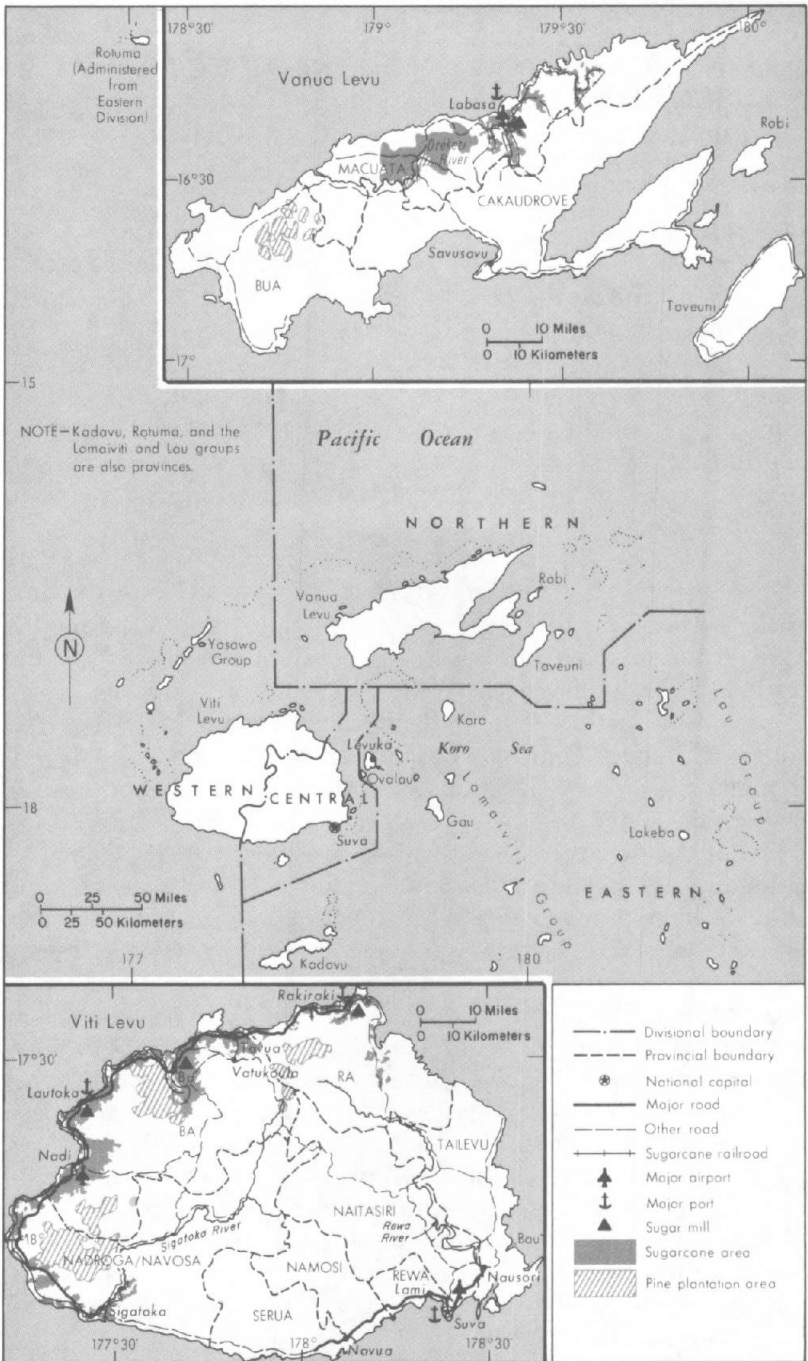 178°30'
179°
179°30'
180°
Rotuma
(Administered
from
Eastern
Division)
Vanua Levu
Labasa
Dreketi
River
Rabi
MACUATA
16°30'
CAKAUDROVE
Savusavu
BUA
Taveuni
0 10 Miles
0 10 Kilometers
17°
15
NOTE—Kadavu, Rotuma, and the
Lomaiviti and Lau groups
are also provinces.
Pacific Ocean
NORTHERN
Rabi
Vanua
Levu
N
Yasawa
Group
Taveuni
Viti
Levu
Koro
Levuka
Koro Sea
Ovalau
Lau Group
WESTERN
CENTRAL
18
Lomaiviti Group
Gau
Lakeba
Suva
0 25 50 Miles
0 25 50 Kilometers
EASTERN
177
180
Kadavu
Rakiraki
Viti Levu
0 10 Miles
0 10 Kilometers
17°30'
Tavua
Ba
Vatukoula
RA
Lautoka
BA
TAILEVU
Nadi
NAITASIRI
Sigatoka River
Rewa
River
18°
Bau
NADROGA/NAVOSA
NAMOSI
REWA
Nausori
Lami
Sigatoka
SERUA
Suva
Navua
177°30'
178°
178°30'
Divisional boundary
Provincial boundary
National capital
Major road
Other road
Sugarcane railroad
Major airport
Major port
Sugar mill
Sugarcane area
Pine plantation area